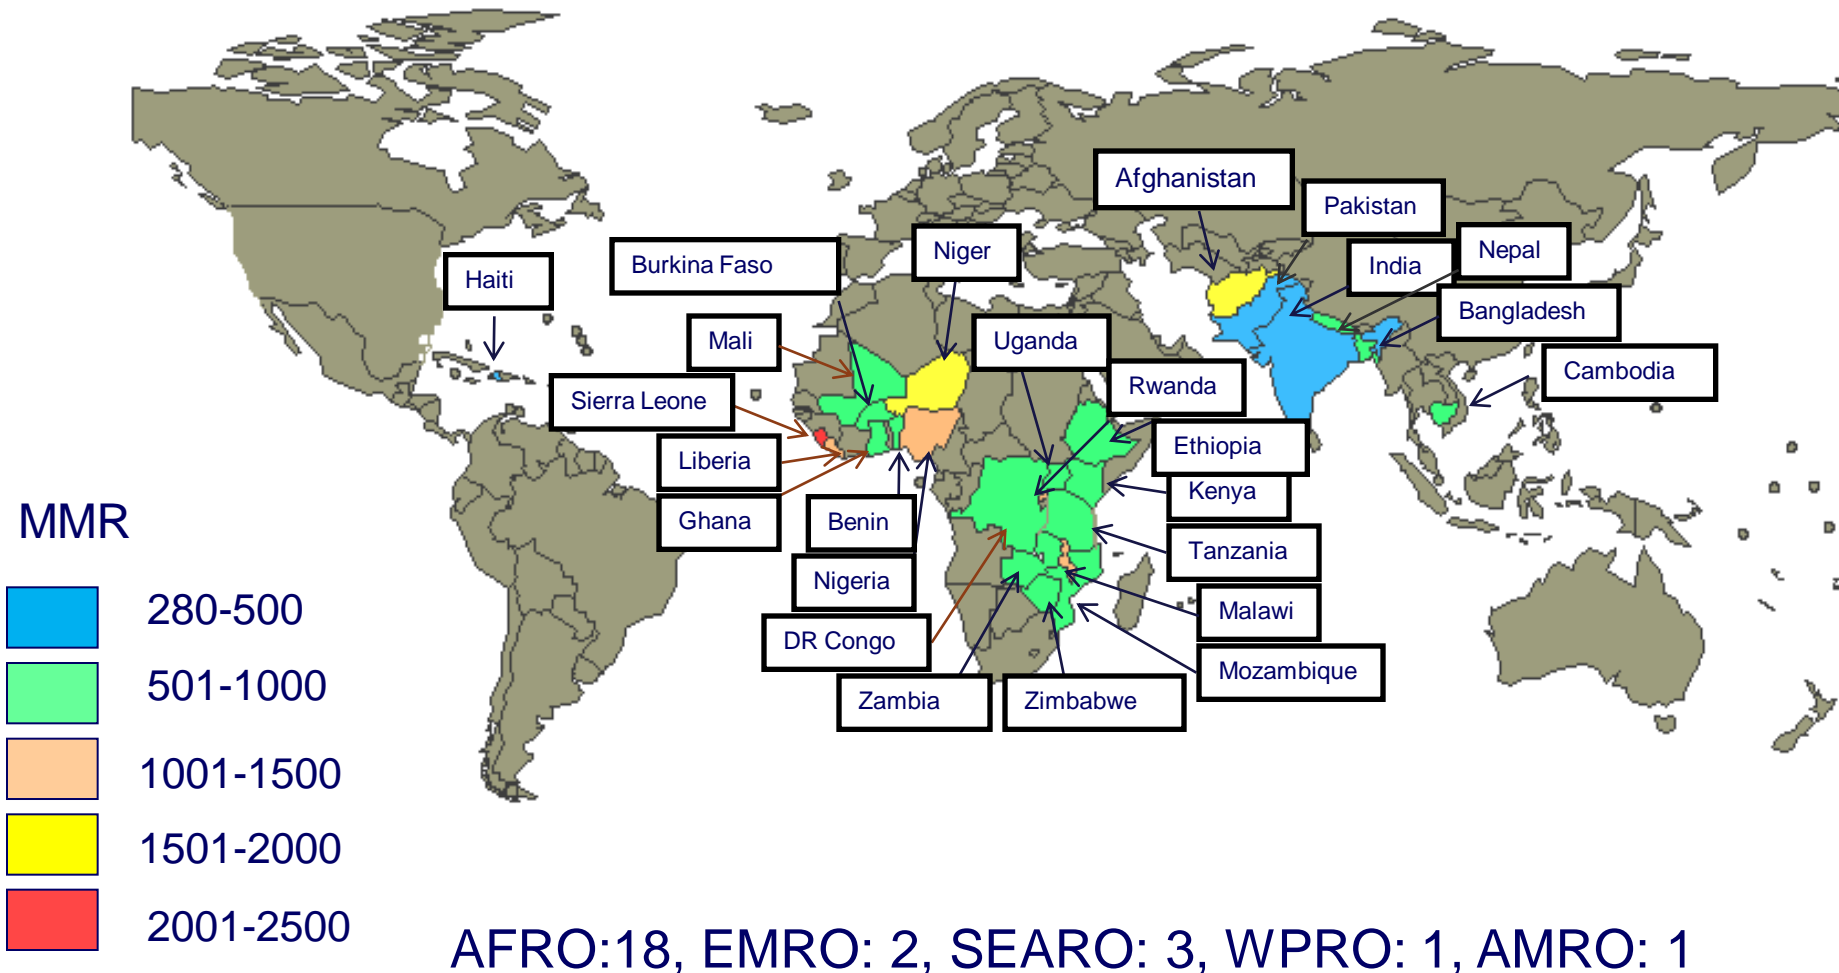 Afghanistan
Pakistan
Burkina Faso
Niger
India
Nepal
Haiti
Bangladesh
Mali
Uganda
Cambodia
Rwanda
Sierra Leone
Ethiopia
Liberia
Kenya
Ghana
Benin
Tanzania
Nigeria
Malawi
DR Congo
Mozambique
Zambia
Zimbabwe
MMR
280-500
501-1000
1001-1500
1501-2000
2001-2500
AFRO:18, EMRO: 2, SEARO: 3, WPRO: 1, AMRO: 1